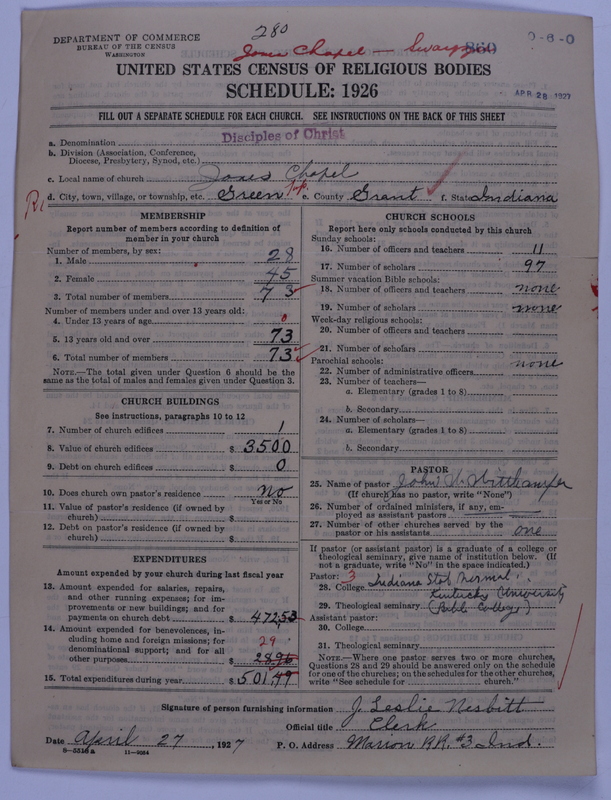 280
DEPARTMENT OF COMMERCE
BUREAU OF THE CENSUS
WASHINGTON
Jones Chapel —
860
0-6-0
UNITED STATES CENSUS OF RELIGIOUS BODIES
SCHEDULE: 1926
APR 28 1927
FILL OUT A SEPARATE SCHEDULE FOR EACH CHURCH. SEE INSTRUCTIONS ON THE BACK OF THIS SHEET
a. Denomination Disciples of Christ
b. Division (Association, Conference, Diocese, Presbytery, Synod, etc.)
c. Local name of church Jones Chapel
d. City, town, village, or township, etc. Green twp. e. County Grant f. State Indiana
R1
MEMBERSHIP
Report number of members according to definition of member in your church
Number of members, by sex:
1. Male 28
2. Female 45
3. Total number of members 73
Number of members under and over 13 years old:
4. Under 13 years of age 0
5. 13 years old and over 73
6. Total number of members 73
NOTE.—The total given under Question 6 should be the same as the total of males and females given under Question 3.
CHURCH BUILDINGS
See instructions, paragraphs 10 to 12
7. Number of church edifices 1
8. Value of church edifices $ 3500
9. Debt on church edifices $ 0
10. Does church own pastor's residence no
Yes or No
11. Value of pastor's residence (if owned by church) $
12. Debt on pastor's residence (if owned by church) $
EXPENDITURES
Amount expended by your church during last fiscal year
13. Amount expended for salaries, repairs, and other running expenses; for improvements or new buildings; and for payments on church debt $ 472.53
14. Amount expended for benevolences, including home and foreign missions; for denominational support; and for all other purposes $ 28.96
29
15. Total expenditures during year $ 501.49
CHURCH SCHOOLS
Report here only schools conducted by this church
Sunday schools:
16. Number of officers and teachers 11
17. Number of scholars 97
Summer vacation Bible schools:
18. Number of officers and teachers none
19. Number of scholars none
Week-day religious schools:
20. Number of officers and teachers
21. Number of scholars
Parochial schools: none
22. Number of administrative officers
23. Number of teachers—
a. Elementary (grades 1 to 8)
b. Secondary
24. Number of scholars—
a. Elementary (grades 1 to 8)
b. Secondary
PASTOR
25. Name of pastor John
(If church has no pastor, write "None")
26. Number of ordained ministers, if any, employed as assistant pastors
27. Number of other churches served by the pastor or his assistants one
If pastor (or assistant pastor) is a graduate of a college or theological seminary, give name of institution below. (If not a graduate, write "No" in the space indicated.)
Pastor: 3
28. College Indiana Stat Normal,
Kentucky University
29. Theological seminary (Bible College)
Assistant pastor:
30. College
31. Theological seminary
NOTE.—Where one pastor serves two or more churches, Questions 28 and 29 should be answered only on the schedule for one of the churches; on the schedules for the other churches, write "See schedule for ........ church."
Signature of person furnishing information J. Leslie Nesbitt
Official title Clerk
Date April 27, 1927 P. O. Address Marion R.R. #3 Ind.
8—5316a 11—9684